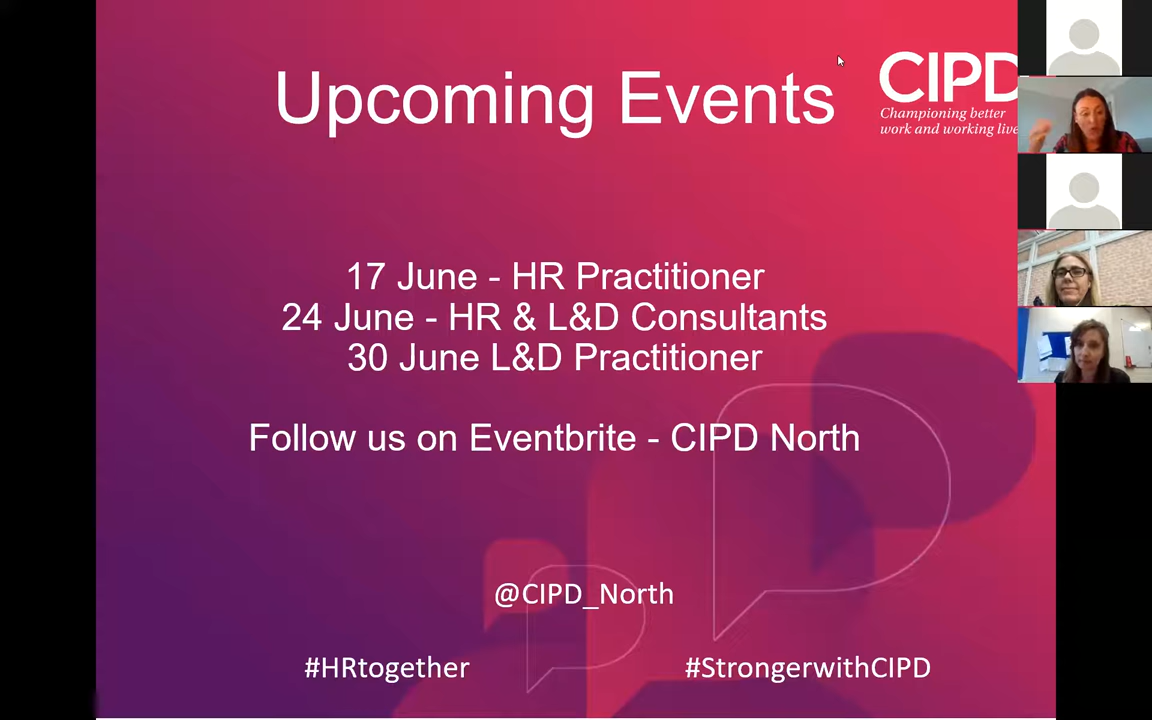 Upcoming Events
CIPD
Championing better
work and working live
17 June - HR Practitioner
24 June - HR & L&D Consultants
30 June L&D Practitioner
Follow us on Eventbrite - CIPD North
@CIPD_North
#HRtogether
#StrongerwithCIPD